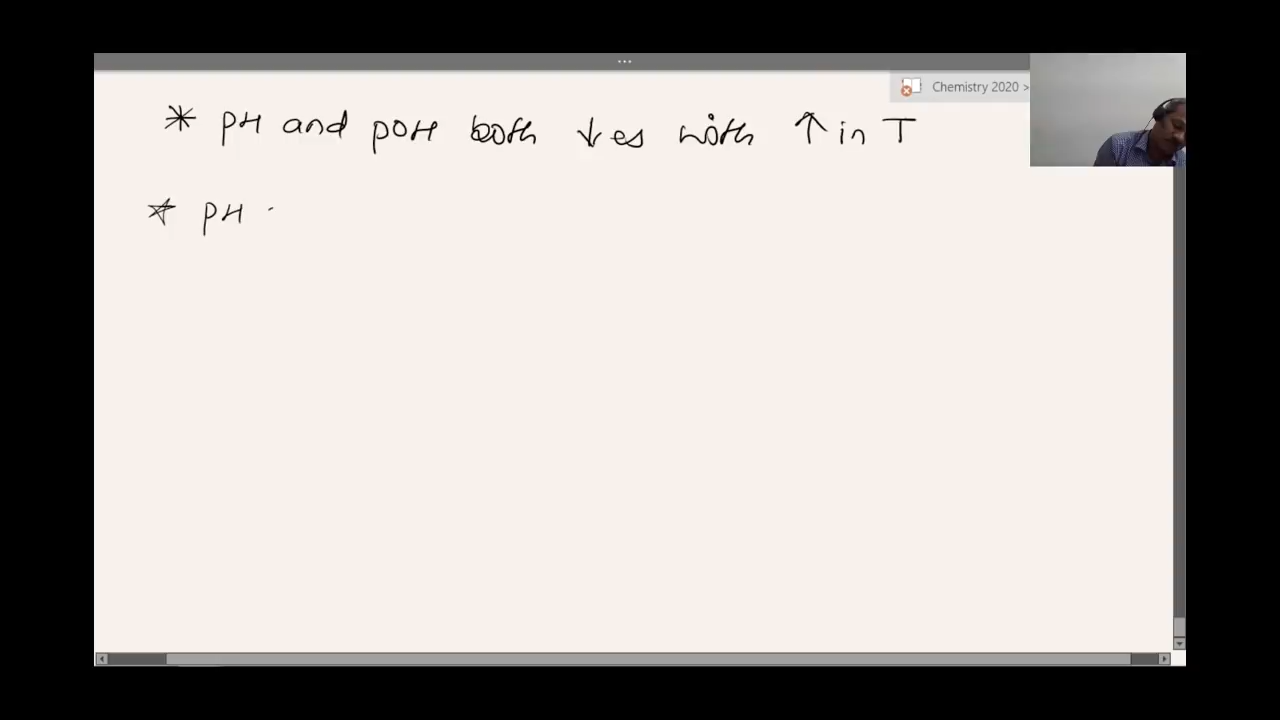 Chemistry 2020 >
* pH and pOH both ↓es with ↑ in T
* pH